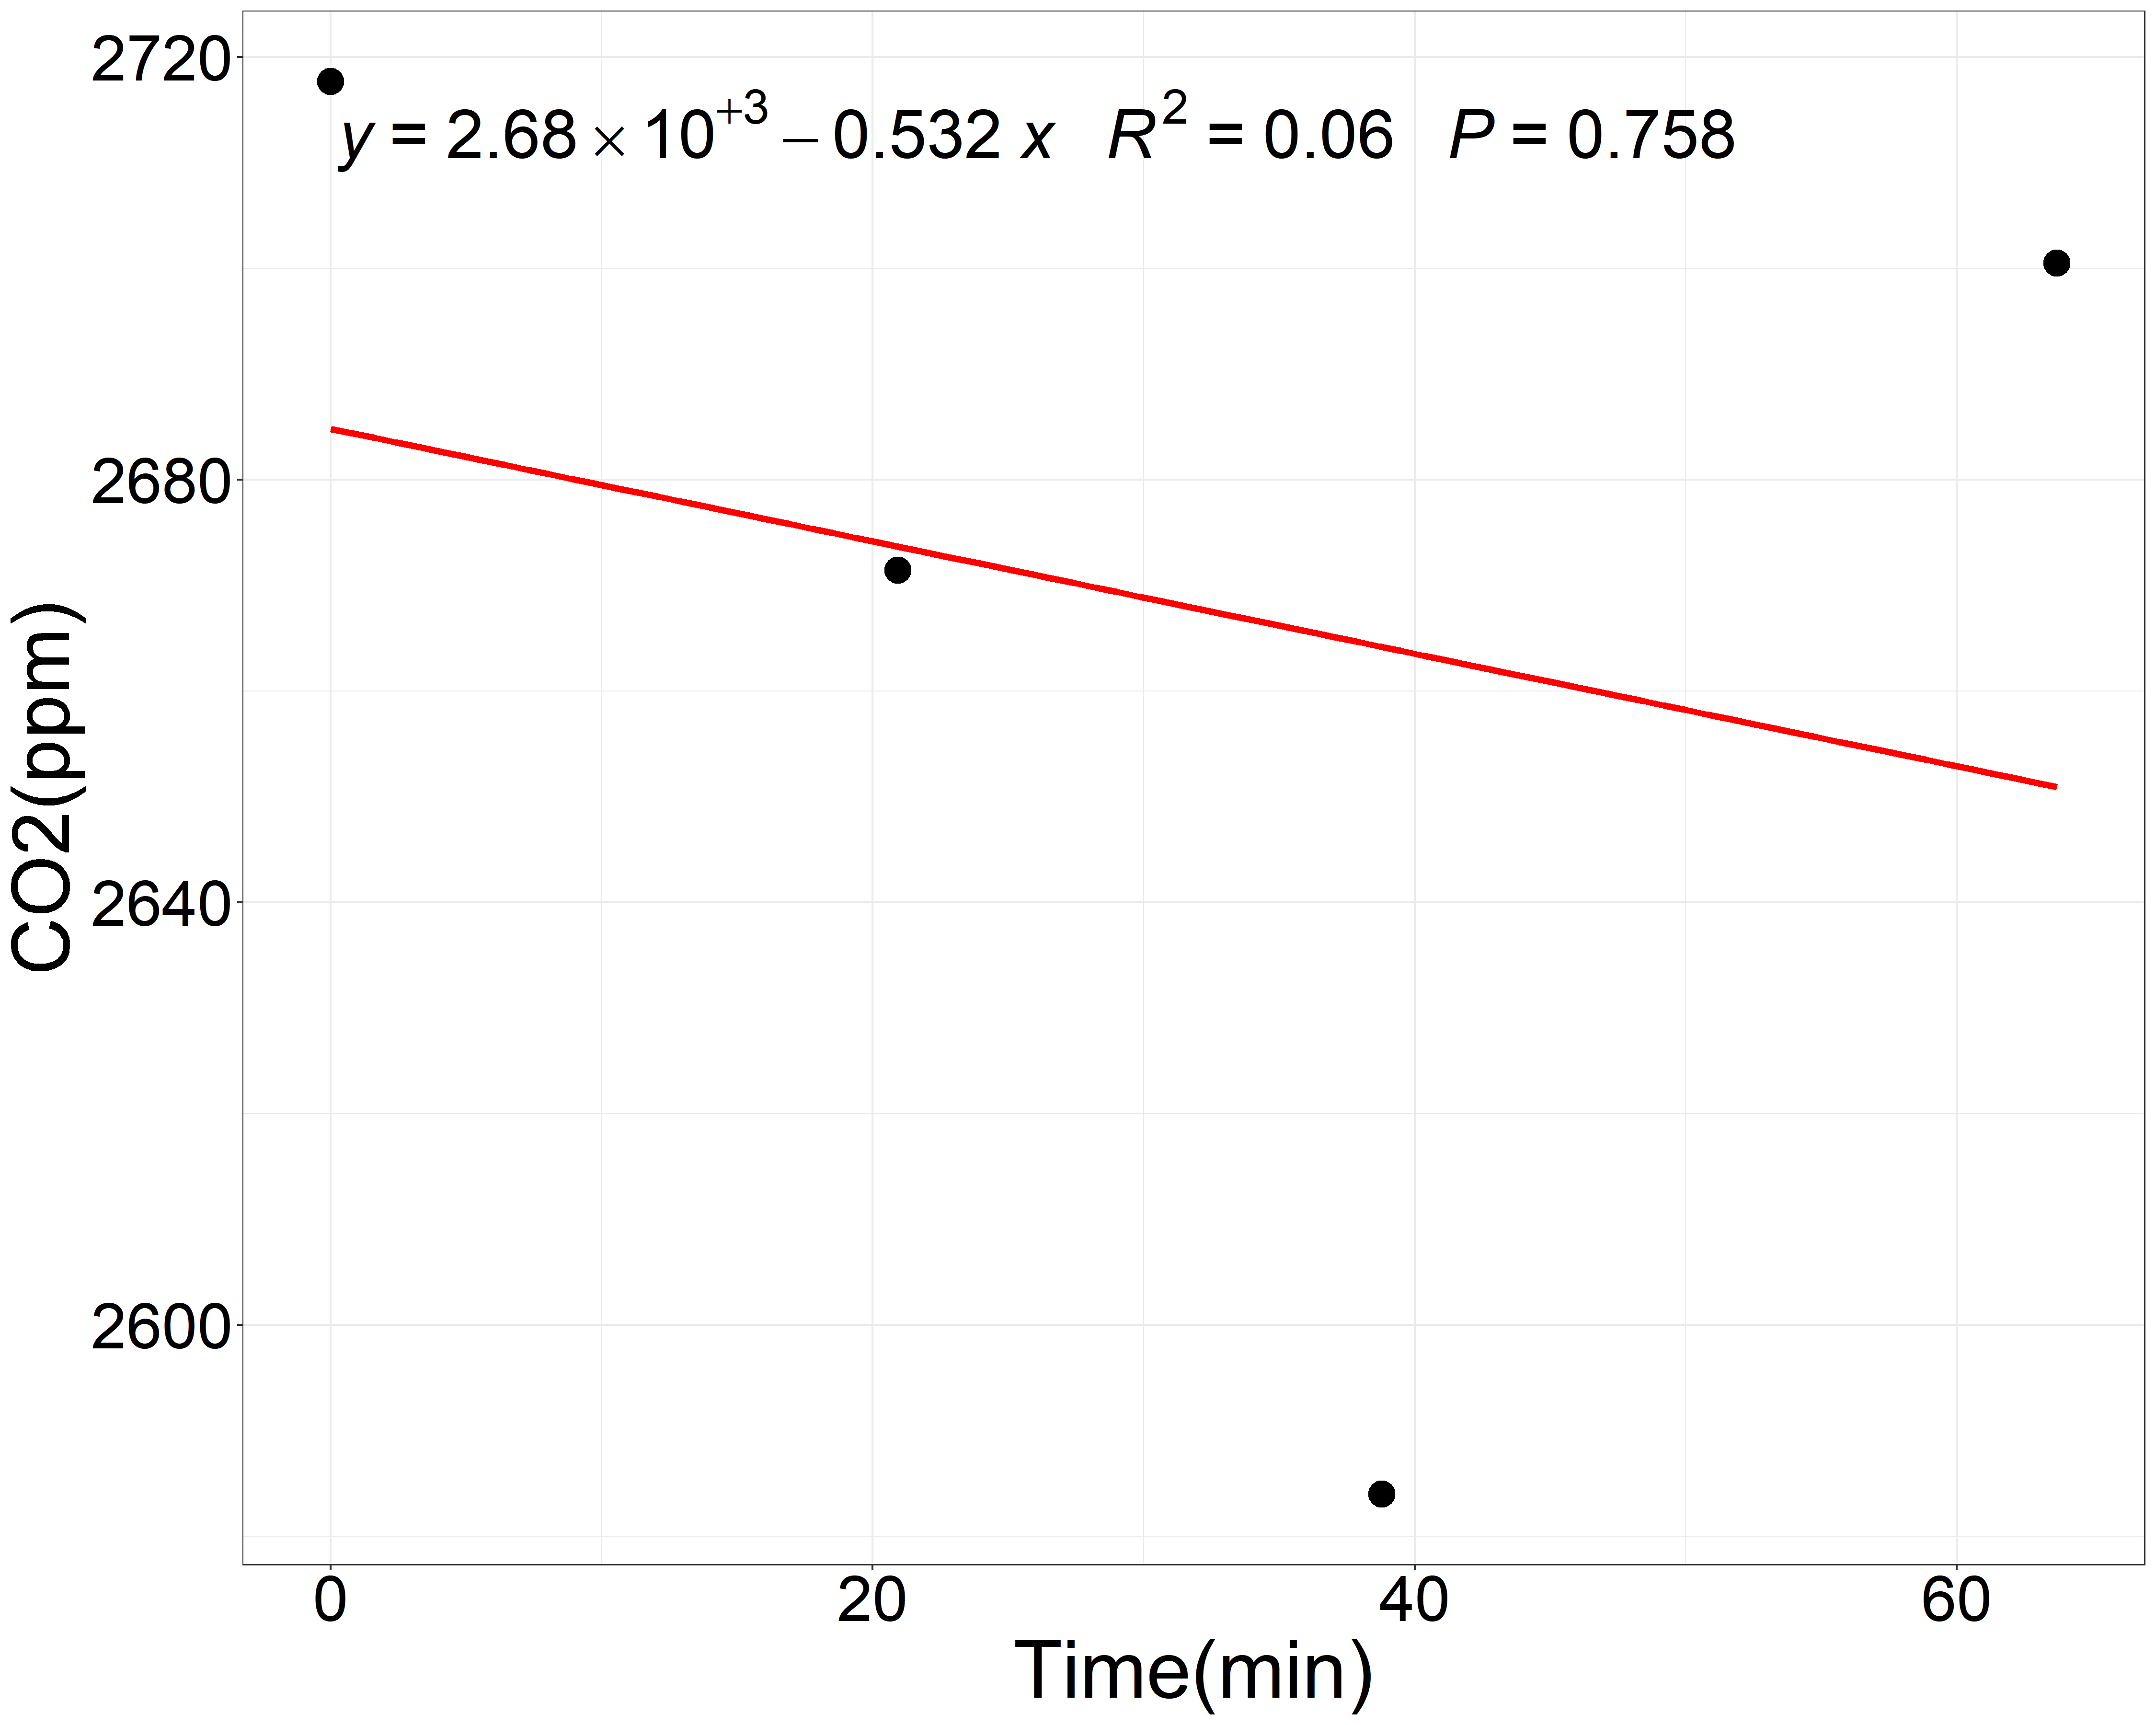 2720
y = 2.68 × 10⁺³ − 0.532 x R² = 0.06 P = 0.758
2680
2640
2600
CO2(ppm)
0 20 40 60
Time(min)